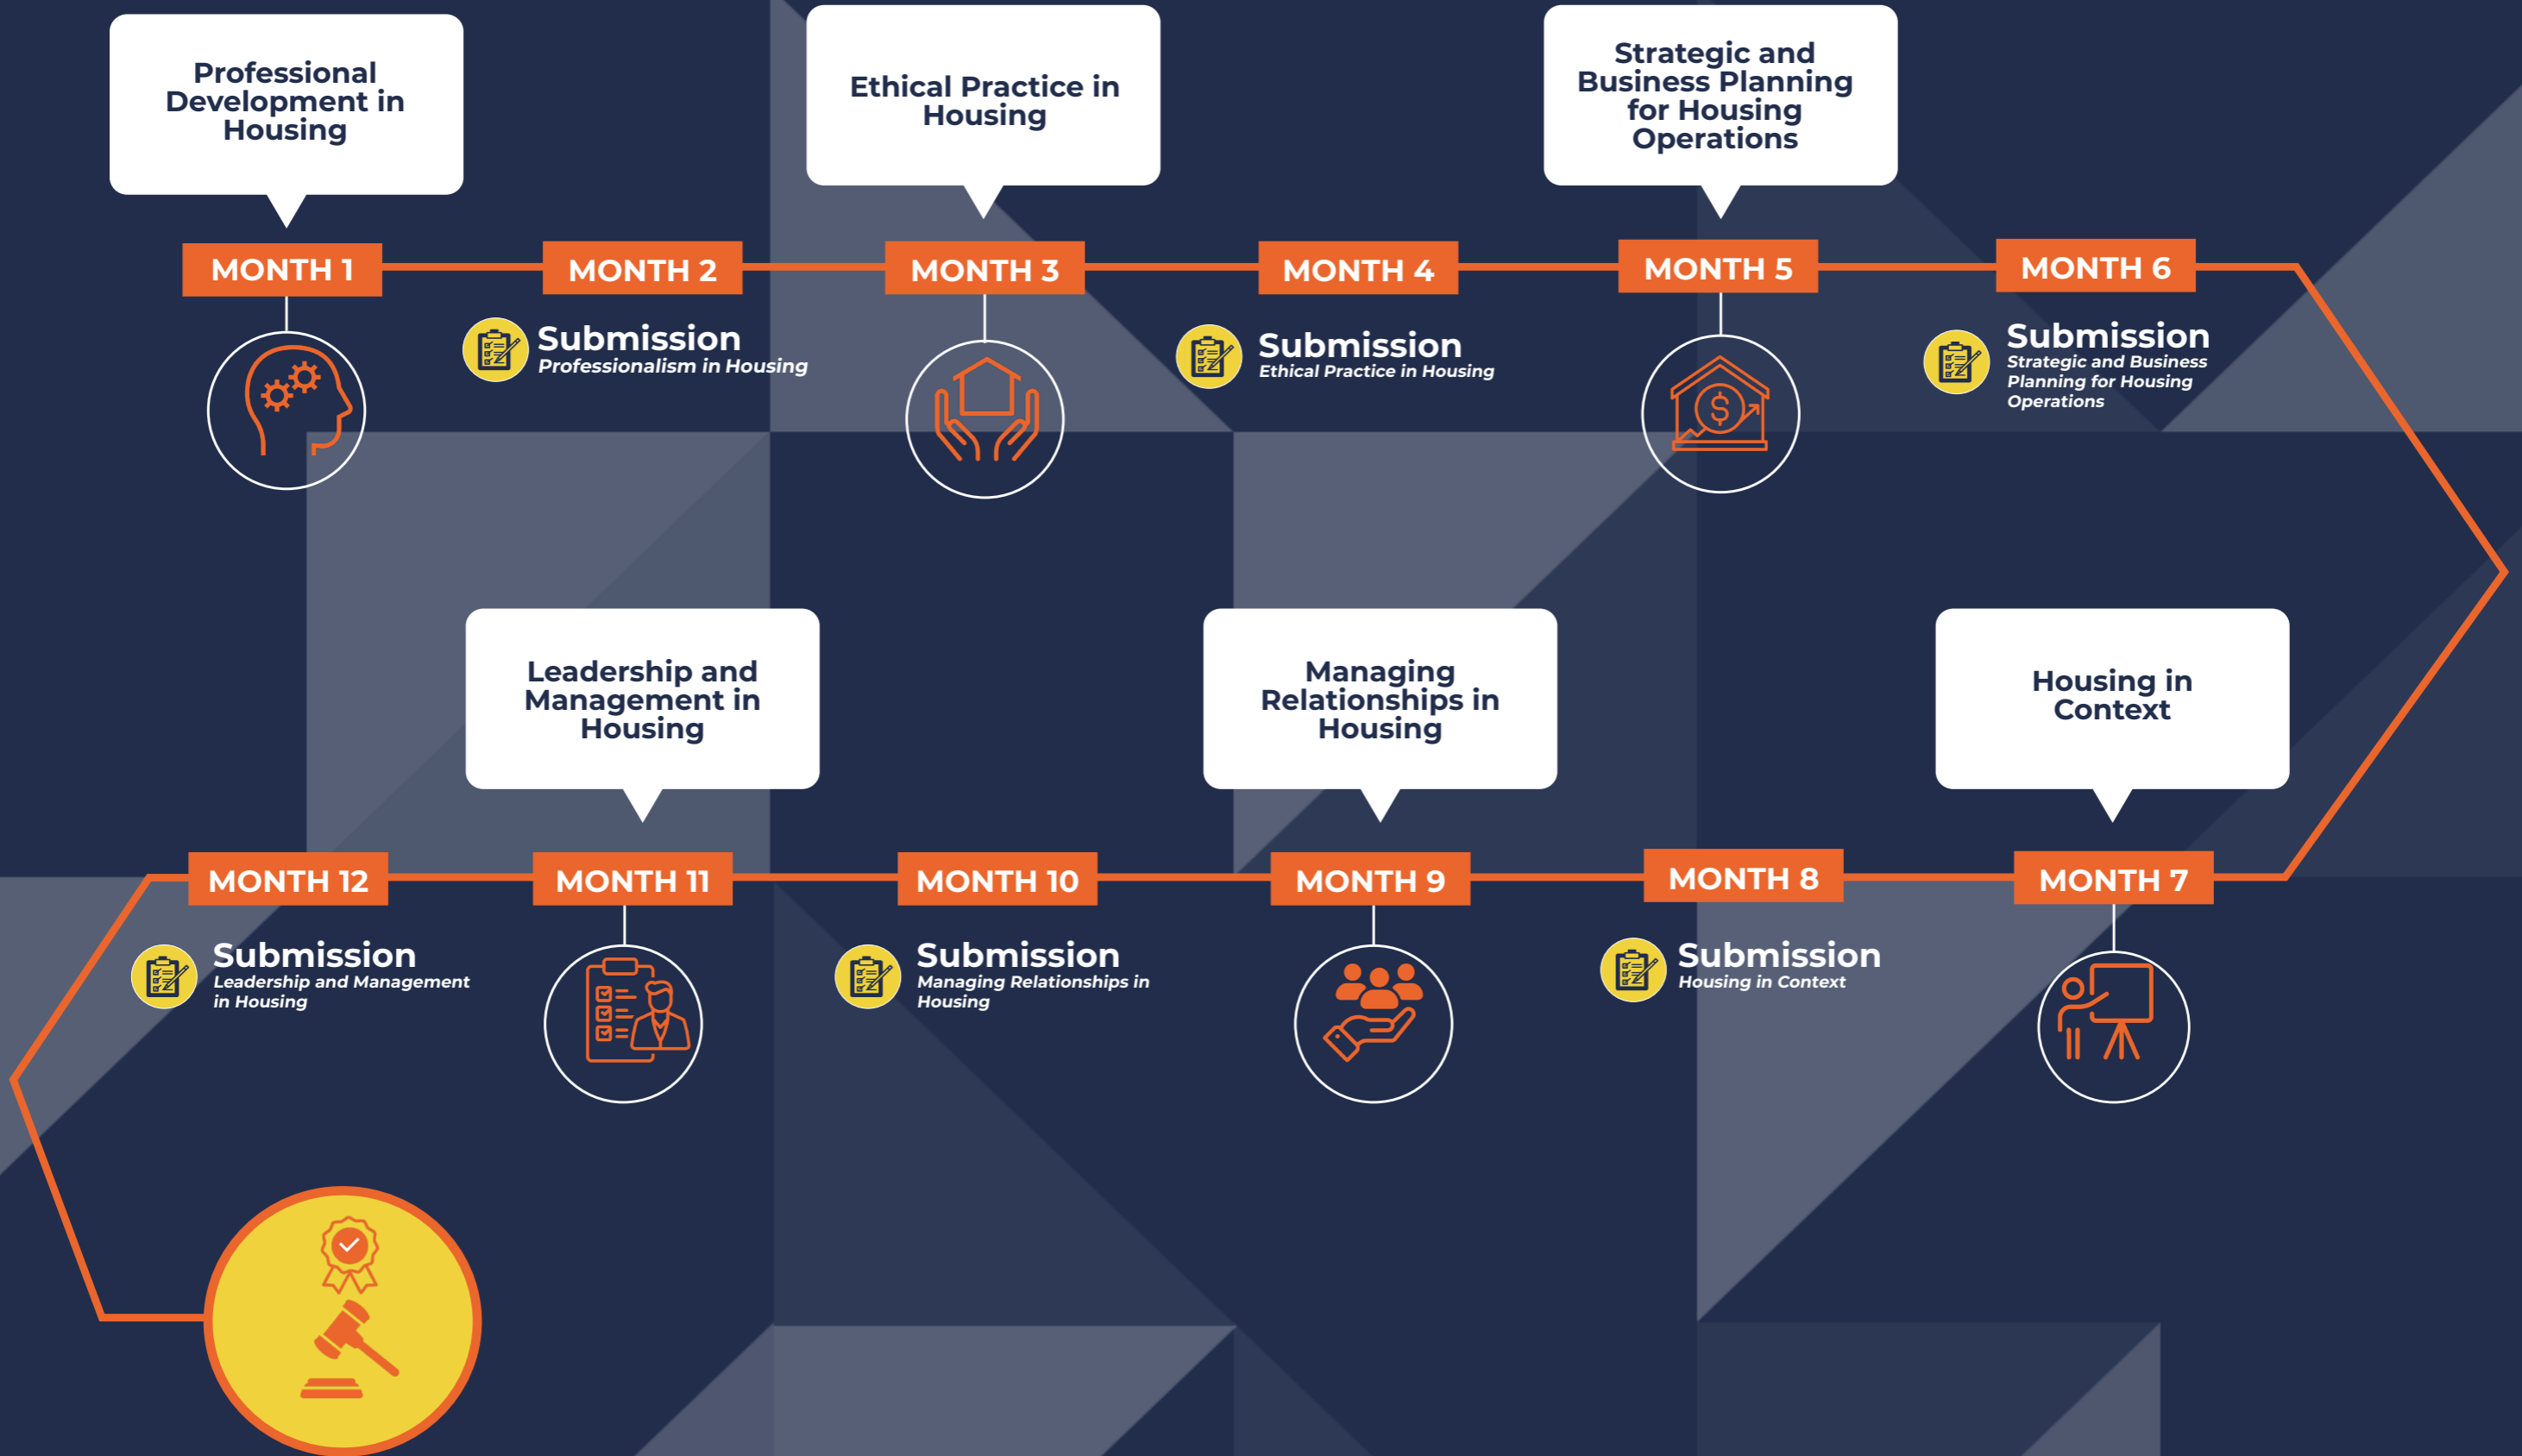 Professional
Development in
Housing
Ethical Practice in
Housing
Strategic and
Business Planning
for Housing
Operations
MONTH 1
MONTH 2
MONTH 3
MONTH 4
MONTH 5
MONTH 6
Submission
Professionalism in Housing
Submission
Ethical Practice in Housing
Submission
Strategic and Business
Planning for Housing
Operations
$
Housing in
Context
Managing
Relationships in
Housing
Leadership and
Management in
Housing
MONTH 7
MONTH 8
MONTH 9
MONTH 10
MONTH 11
MONTH 12
Submission
Housing in Context
Submission
Managing Relationships in
Housing
Submission
Leadership and Management
in Housing